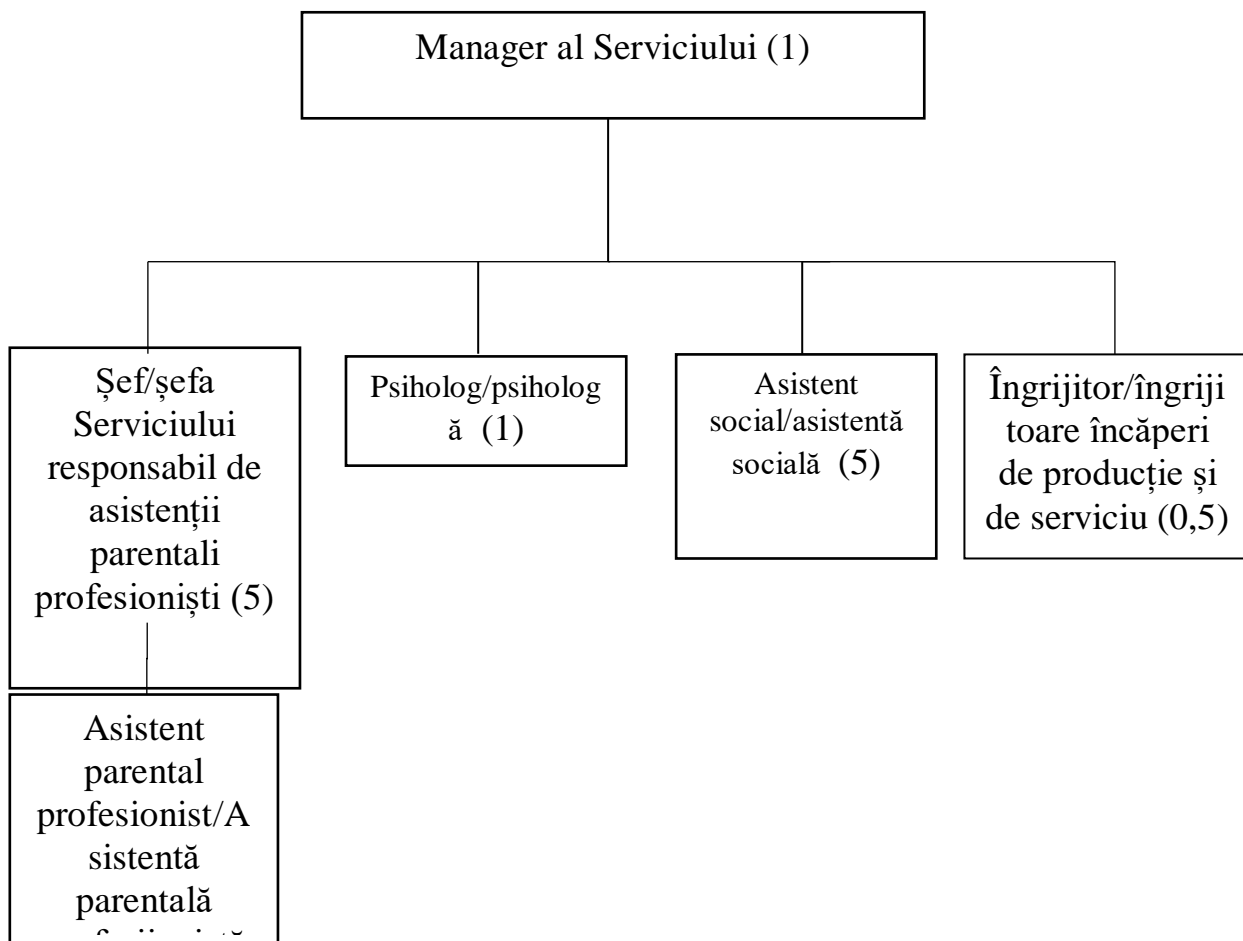 Manager al Serviciului (1)
Șef/șefa
Serviciului
responsabil de
asistenții
parentali
profesioniști (5)
Psiholog/psiholog
ă (1)
Asistent
social/asistentă
socială (5)
Îngrijitor/îngriji
toare încăperi
de producție și
de serviciu (0,5)
Asistent
parental
profesionist/A
sistentă
parentală